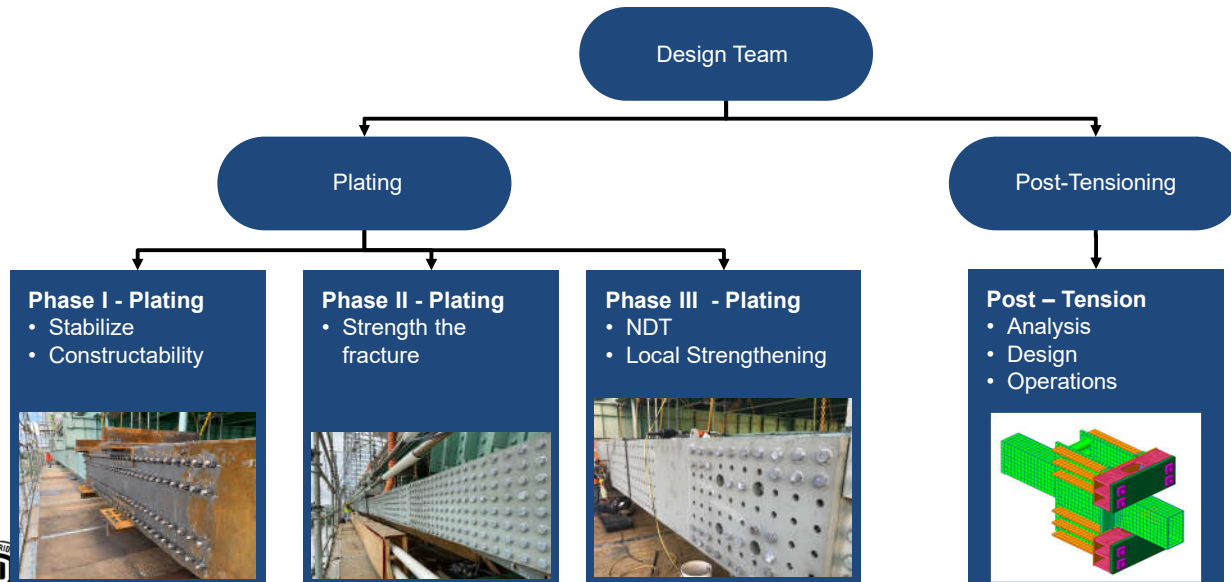 Design Team
Plating
Post-Tensioning
Phase I - Plating
• Stabilize
• Constructability
Phase II - Plating
• Strength the
fracture
Phase III  - Plating
• NDT
• Local Strengthening
Post – Tension
• Analysis
• Design
• Operations